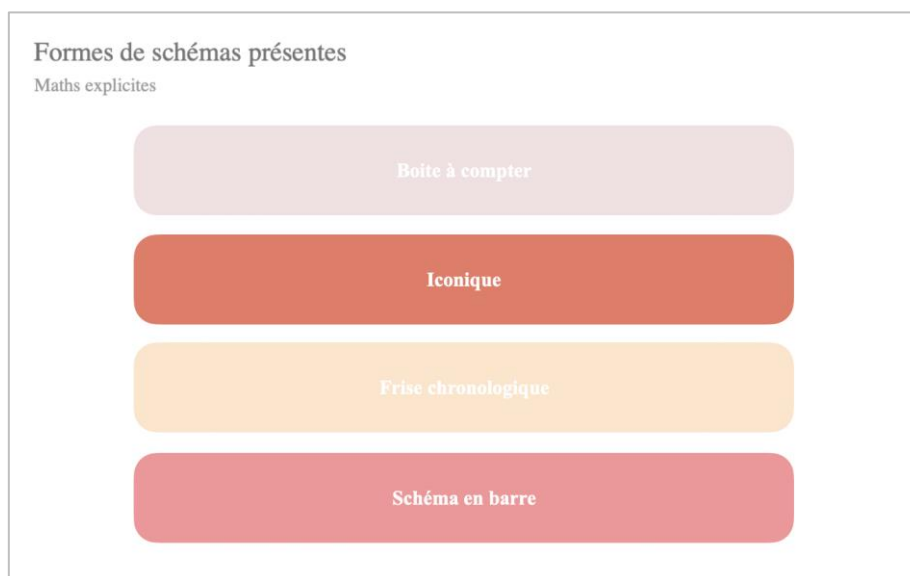 Formes de schémas présentes
Maths explicites
Boite à compter
Iconique
Frise chronologique
Schéma en barre